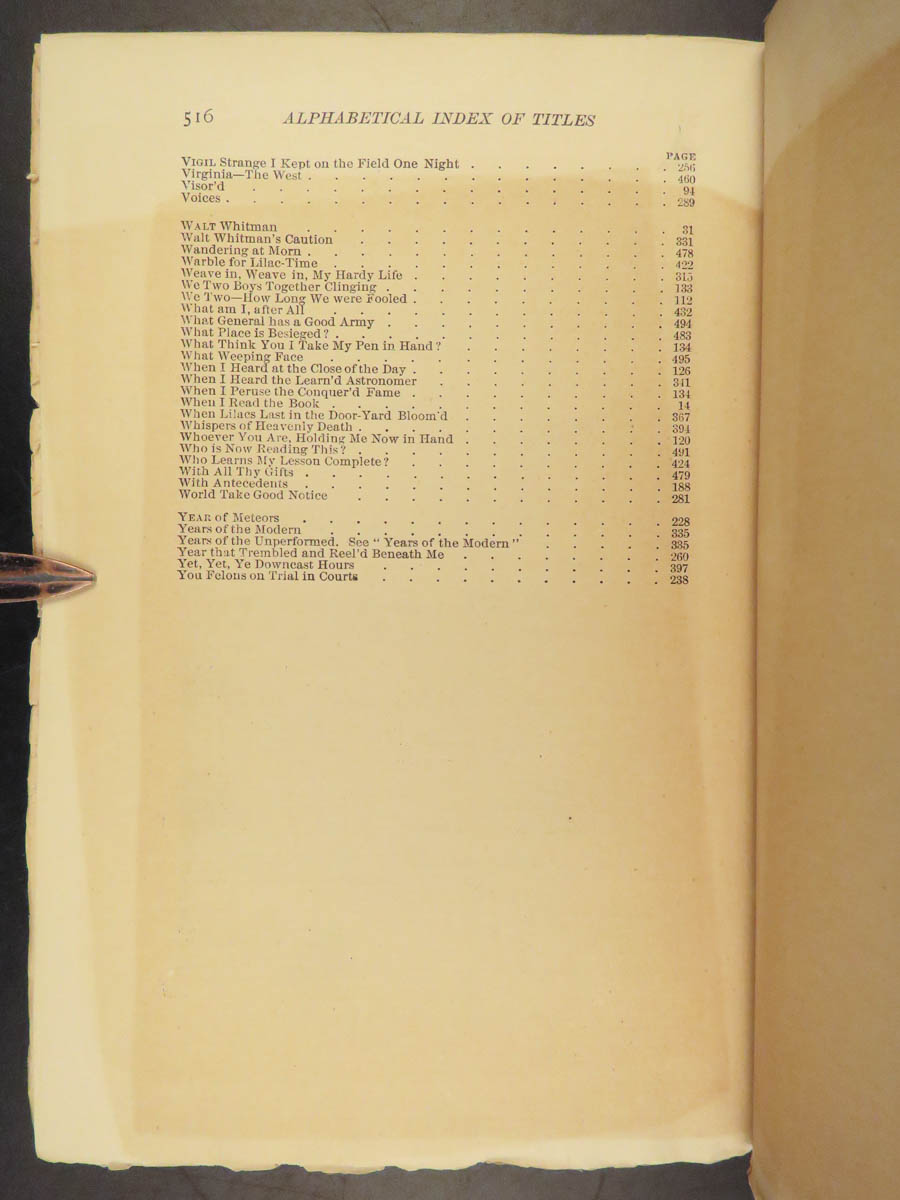 516 ALPHABETICAL INDEX OF TITLES
PAGE
VIGIL Strange I Kept on the Field One Night . . . . . . . . 256
Virginia—The West . . . . . . . . . . . . . . 460
Visor'd . . . . . . . . . . . . . . . . 94
Voices . . . . . . . . . . . . . . . . . 289
WALT Whitman . . . . . . . . . . . . . . 31
Walt Whitman's Caution . . . . . . . . . . . . 331
Wandering at Morn . . . . . . . . . . . . . . 478
Warble for Lilac-Time . . . . . . . . . . . . . 422
Weave in, Weave in, My Hardy Life . . . . . . . . . . 315
We Two Boys Together Clinging . . . . . . . . . . . 133
We Two—How Long We were Fooled . . . . . . . . . . 112
What am I, after All . . . . . . . . . . . . . 432
What General has a Good Army . . . . . . . . . . . 494
What Place is Besieged? . . . . . . . . . . . . . 483
What Think You I Take My Pen in Hand? . . . . . . . . 134
What Weeping Face . . . . . . . . . . . . . 495
When I Heard at the Close of the Day . . . . . . . . . . 126
When I Heard the Learn'd Astronomer . . . . . . . . . 341
When I Peruse the Conquer'd Fame . . . . . . . . . . 134
When I Read the Book . . . . . . . . . . . . . 14
When Lilacs Last in the Door-Yard Bloom'd . . . . . . . . 367
Whispers of Heavenly Death . . . . . . . . . . . . 394
Whoever You Are, Holding Me Now in Hand . . . . . . . . 120
Who is Now Reading This? . . . . . . . . . . . . 491
Who Learns My Lesson Complete? . . . . . . . . . . 424
With All Thy Gifts . . . . . . . . . . . . . . 479
With Antecedents . . . . . . . . . . . . . . 188
World Take Good Notice . . . . . . . . . . . . 281
YEAR of Meteors . . . . . . . . . . . . . . 228
Years of the Modern . . . . . . . . . . . . . 335
Years of the Unperformed. See "Years of the Modern" . . . . . 335
Year that Trembled and Reel'd Beneath Me . . . . . . . . 260
Yet, Yet, Ye Downcast Hours . . . . . . . . . . . 397
You Felons on Trial in Courts . . . . . . . . . . . 238